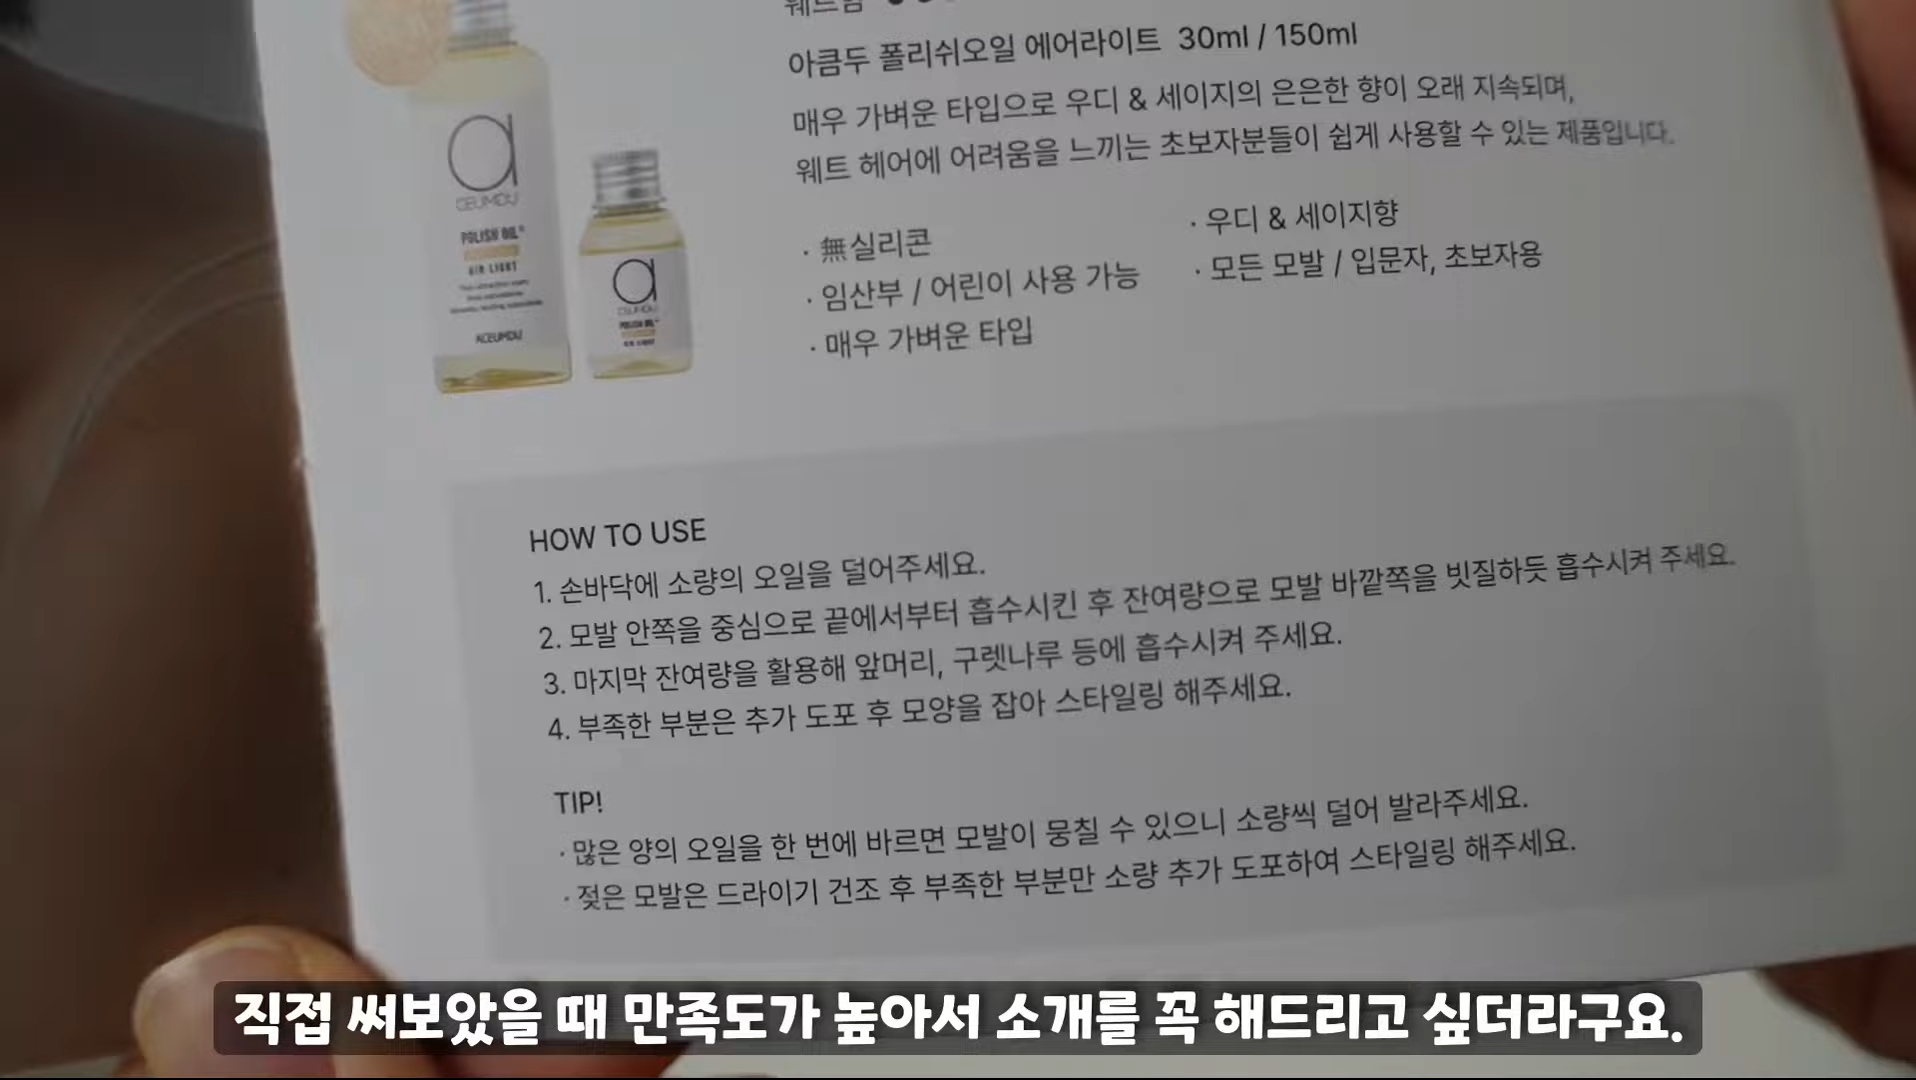 아큼두 폴리쉬오일 에어라이트 30ml / 150ml
매우 가벼운 타입으로 우디 & 세이지의 은은한 향이 오래 지속되며,
웨트 헤어에 어려움을 느끼는 초보자분들이 쉽게 사용할 수 있는 제품입니다.
· 無실리콘
· 임산부 / 어린이 사용 가능
· 매우 가벼운 타입
· 우디 & 세이지향
· 모든 모발 / 입문자, 초보자용
a
CEUMDU
POLISH OIL
AIR LIGHT
ACEUMDU
a
CEUMDU
POLISH OIL
AIR LIGHT
HOW TO USE
1. 손바닥에 소량의 오일을 덜어주세요.
2. 모발 안쪽을 중심으로 끝에서부터 흡수시킨 후 잔여량으로 모발 바깥쪽을 빗질하듯 흡수시켜 주세요.
3. 마지막 잔여량을 활용해 앞머리, 구렛나루 등에 흡수시켜 주세요.
4. 부족한 부분은 추가 도포 후 모양을 잡아 스타일링 해주세요.
TIP!
· 많은 양의 오일을 한 번에 바르면 모발이 뭉칠 수 있으니 소량씩 덜어 발라주세요.
· 젖은 모발은 드라이기 건조 후 부족한 부분만 소량 추가 도포하여 스타일링 해주세요.
직접 써보았을 때 만족도가 높아서 소개를 꼭 해드리고 싶더라구요.